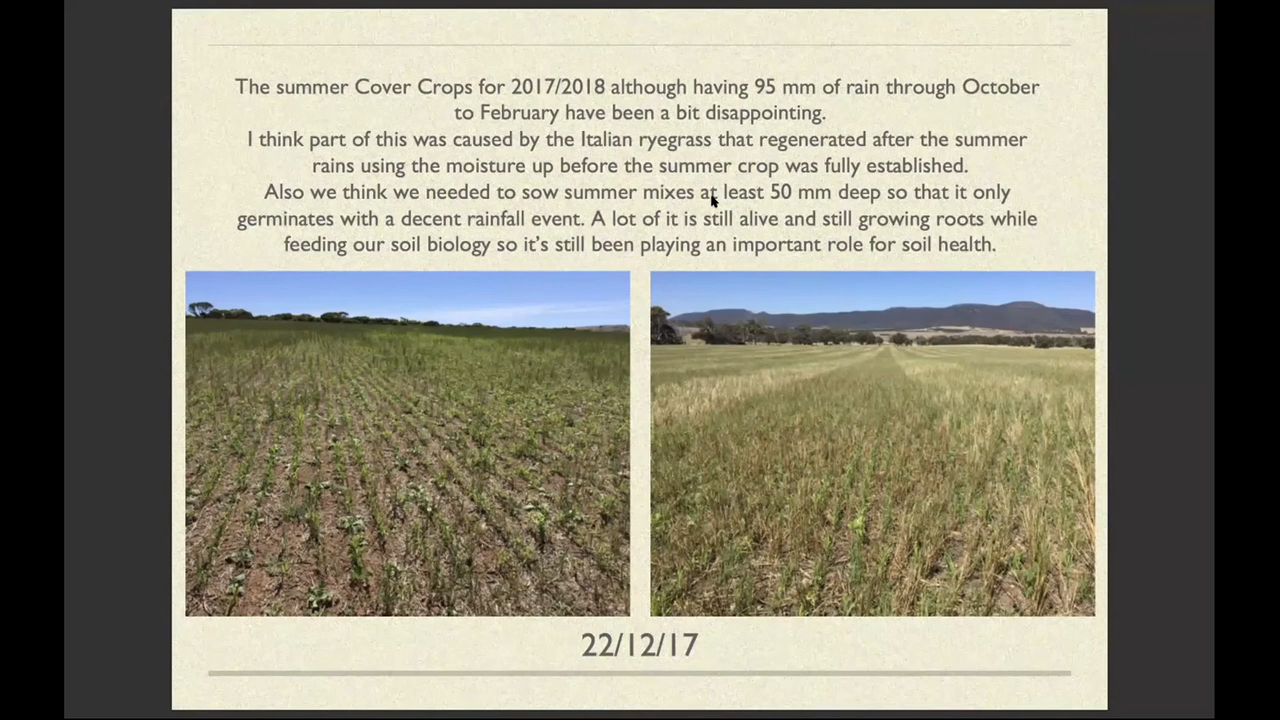 The summer Cover Crops for 2017/2018 although having 95 mm of rain through October
to February have been a bit disappointing.
I think part of this was caused by the Italian ryegrass that regenerated after the summer
rains using the moisture up before the summer crop was fully established.
Also we think we needed to sow summer mixes at least 50 mm deep so that it only
germinates with a decent rainfall event. A lot of it is still alive and still growing roots while
feeding our soil biology so it's still been playing an important role for soil health.
22/12/17